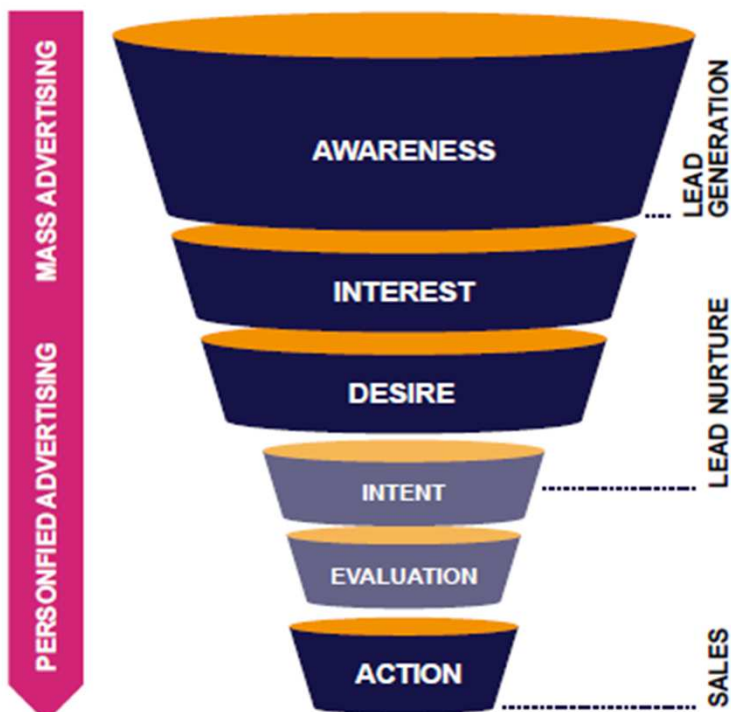 MASS ADVERTISING
PERSONFIED ADVERTISING
AWARENESS
INTEREST
DESIRE
INTENT
EVALUATION
ACTION
LEAD
GENERATION
LEAD NURTURE
SALES